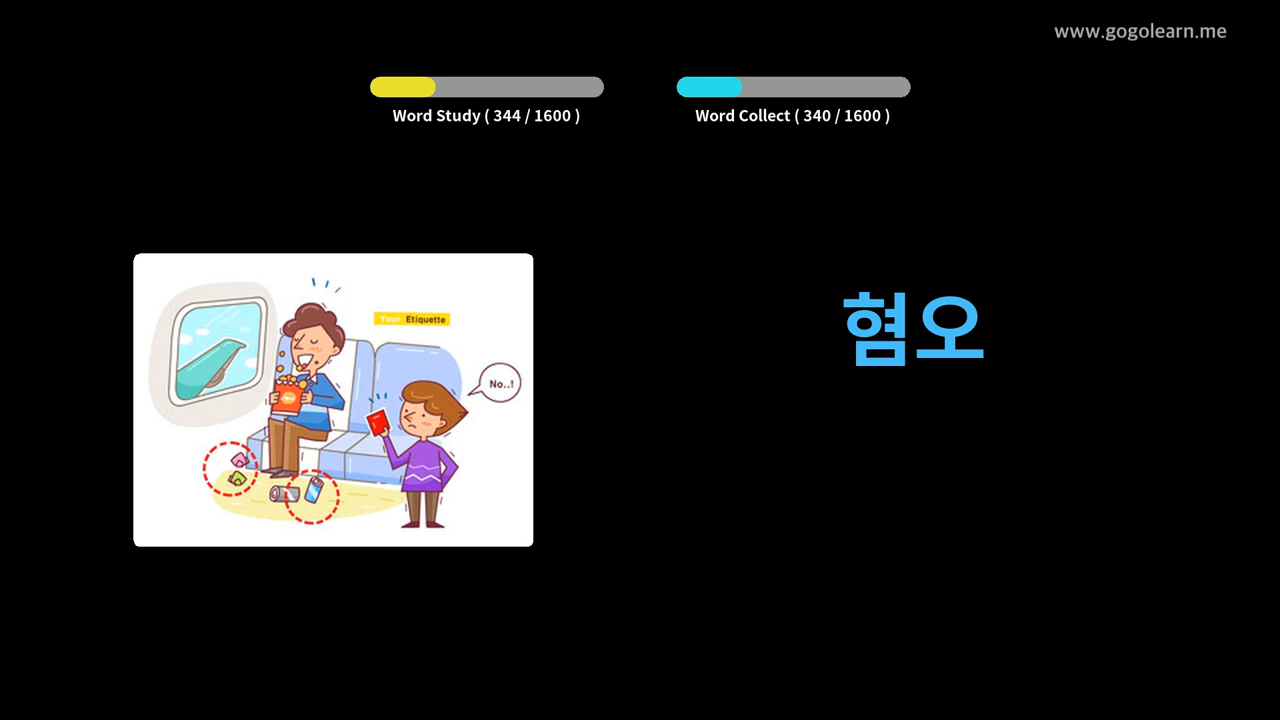 www.gogolearn.me
Word Study ( 344 / 1600 )
Word Collect ( 340 / 1600 )
혐오
Your Etiquette
No..!